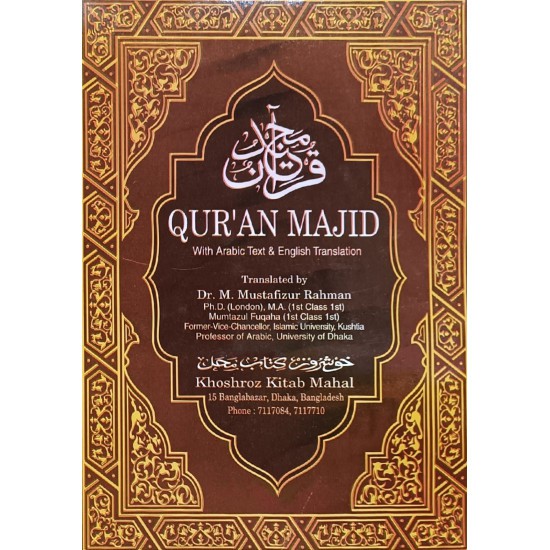 قرآن مجيد
QUR'AN MAJID
With Arabic Text & English Translation
Translated by
Dr. M. Mustafizur Rahman
Ph.D. (London), M.A. (1st Class 1st)
Mumtazul Fuqaha (1st Class 1st)
Former-Vice-Chancellor, Islamic University, Kushtia
Professor of Arabic, University of Dhaka
خوشروز كتاب محل
Khoshroz Kitab Mahal
15 Banglabazar, Dhaka, Bangladesh
Phone : 7117084, 7117710